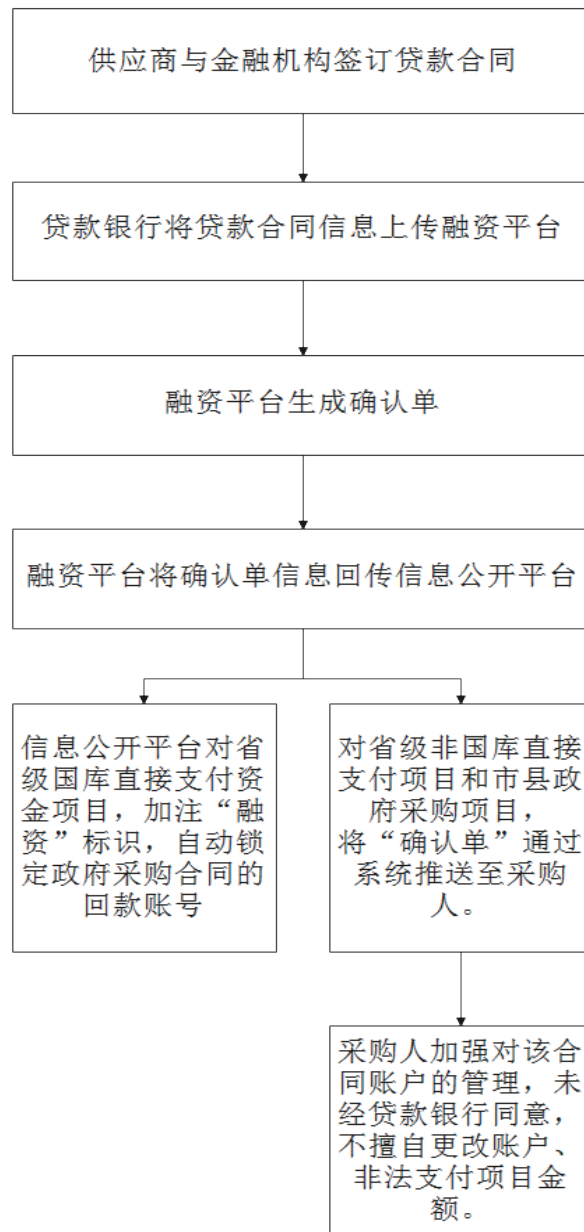 供应商与金融机构签订贷款合同
贷款银行将贷款合同信息上传融资平台
融资平台生成确认单
融资平台将确认单信息回传信息公开平台
信息公开平台对省
级国库直接支付资
金项目，加注“融
资”标识，自动锁
定政府采购合同的
回款账号
对省级非国库直接
支付项目和市县政
府采购项目，
将“确认单”通过
系统推送至采购
人。
采购人加强对该合
同账户的管理，未
经贷款银行同意，
不擅自更改账户、
非法支付项目金
额。